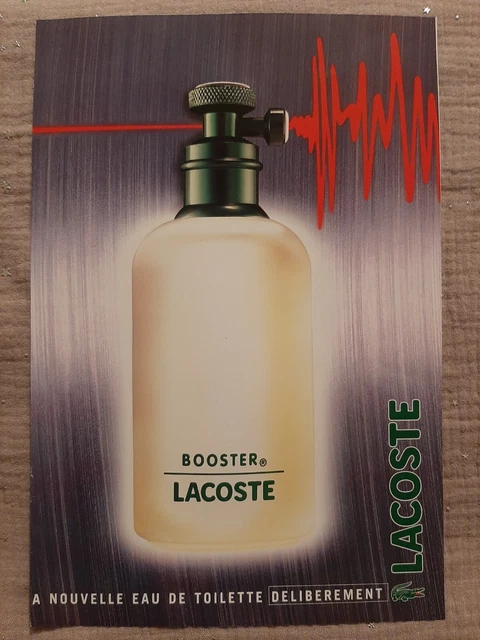 BOOSTER®
LACOSTE
LACOSTE
A NOUVELLE EAU DE TOILETTE DELIBEREMENT